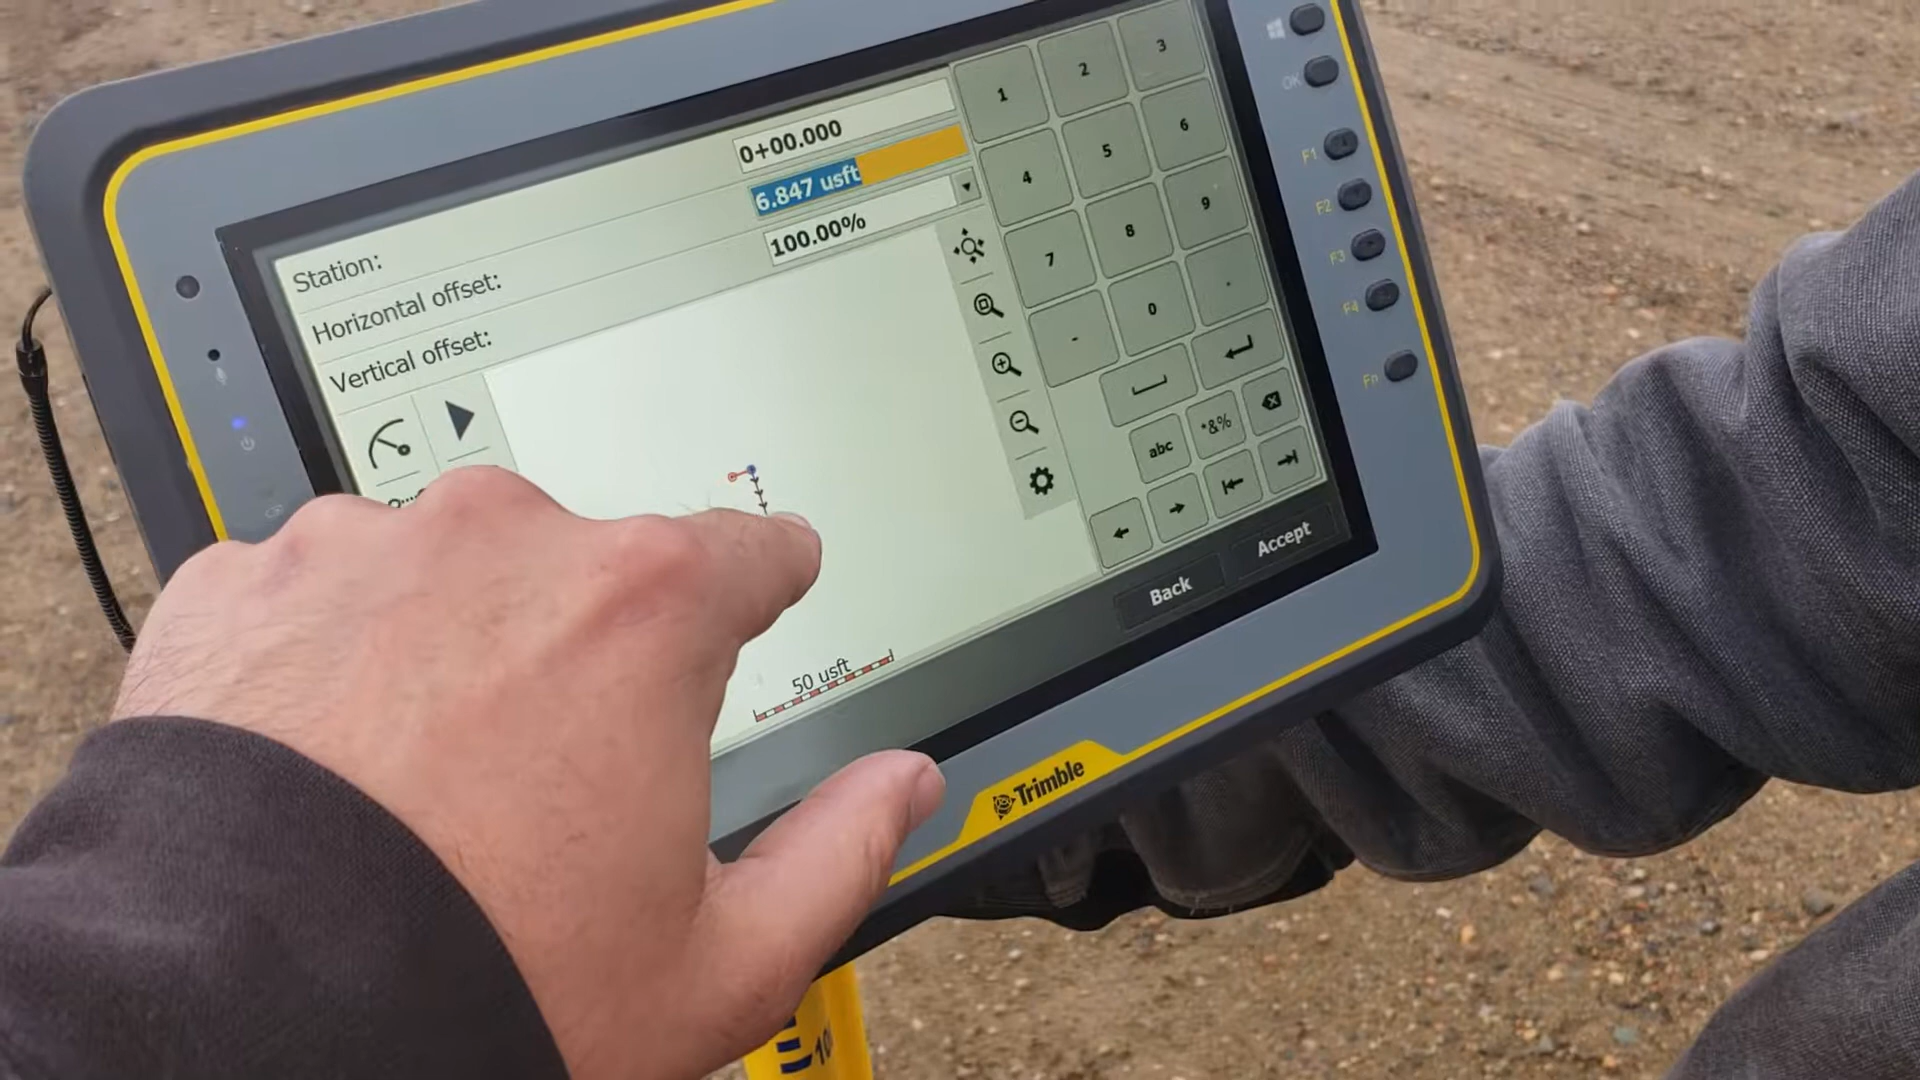 Station:
0+00.000
Horizontal offset:
6.847 usft
Vertical offset:
100.00%
50 usft
1 2 3
4 5 6
7 8 9
- 0 .
abc *&%
Back Accept
OK
F1
F2
F3
F4
Fn
Trimble
10